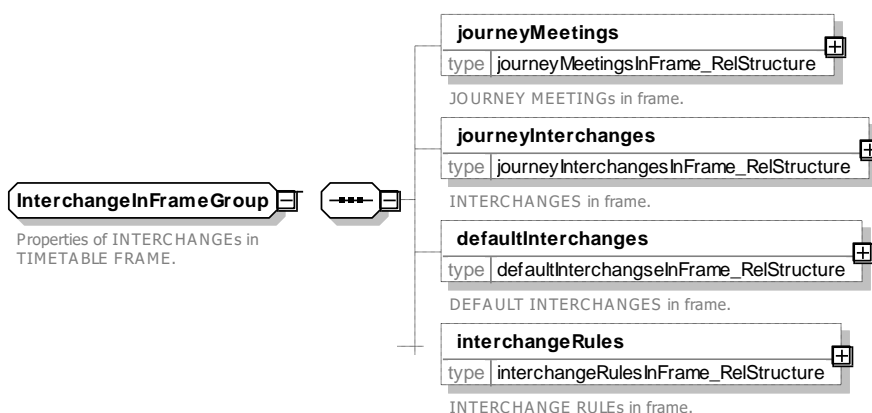 journeyMeetings
type journeyMeetingsInFrame_RelStructure
JOURNEY MEETINGs in frame.
journeyInterchanges
type journeyInterchangesInFrame_RelStructure
INTERCHANGES in frame.
InterchangeInFrameGroup
Properties of INTERCHANGEs in
TIMETABLE FRAME.
defaultInterchanges
type defaultInterchangseInFrame_RelStructure
DEFAULT INTERCHANGES in frame.
interchangeRules
type interchangeRulesInFrame_RelStructure
INTERCHANGE RULEs in frame.